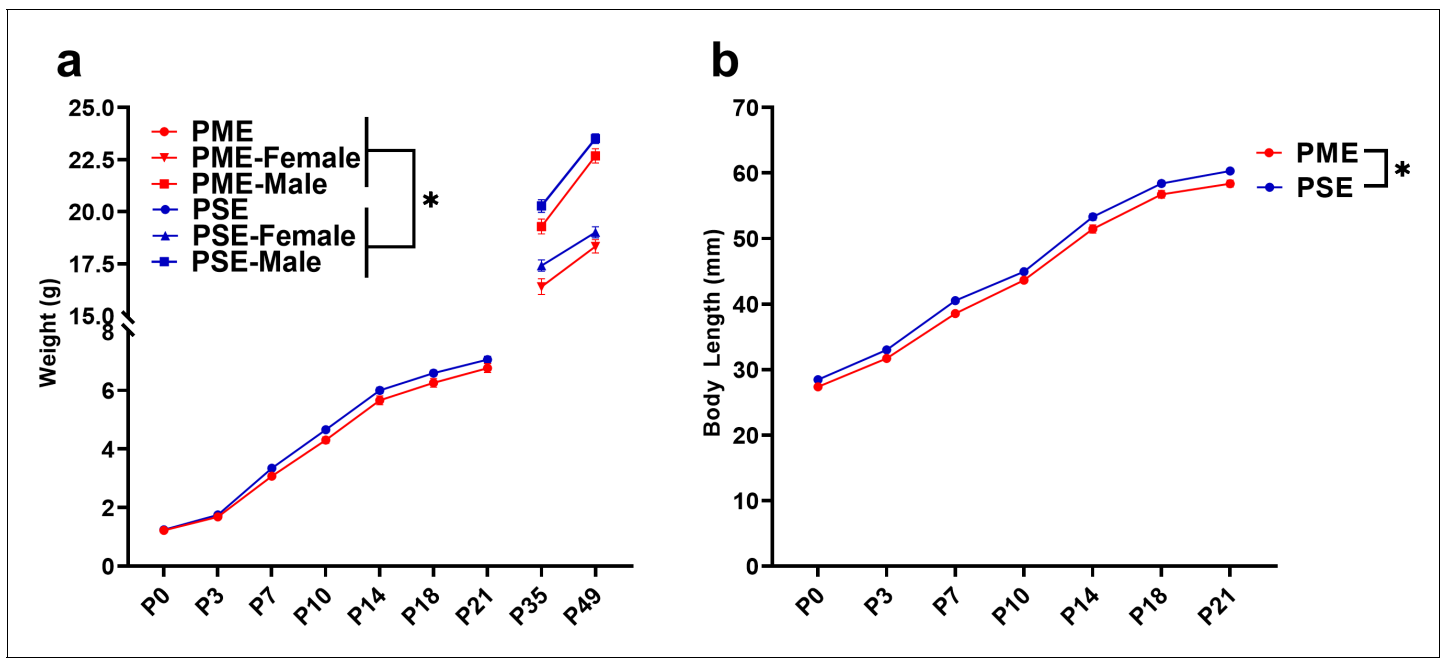 a
Weight (g)
25.0
22.5
20.0
17.5
15.0
8
6
4
2
0
PME
PME-Female
PME-Male
PSE
PSE-Female
PSE-Male
*
P0 P3 P7 P10 P14 P18 P21 P35 P49
b
Body Length (mm)
70
60
50
40
30
20
10
0
PME
PSE
*
P0 P3 P7 P10 P14 P18 P21